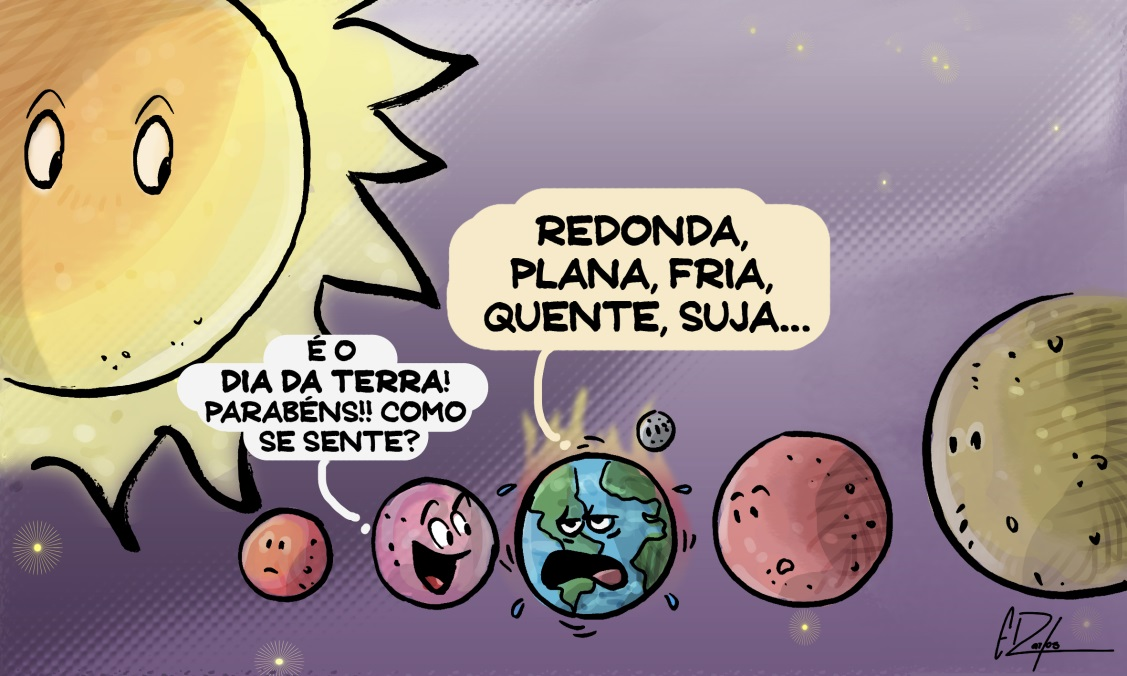 É O
DIA DA TERRA!
PARABÉNS!! COMO
SE SENTE?
REDONDA,
PLANA, FRIA,
QUENTE, SUJA...